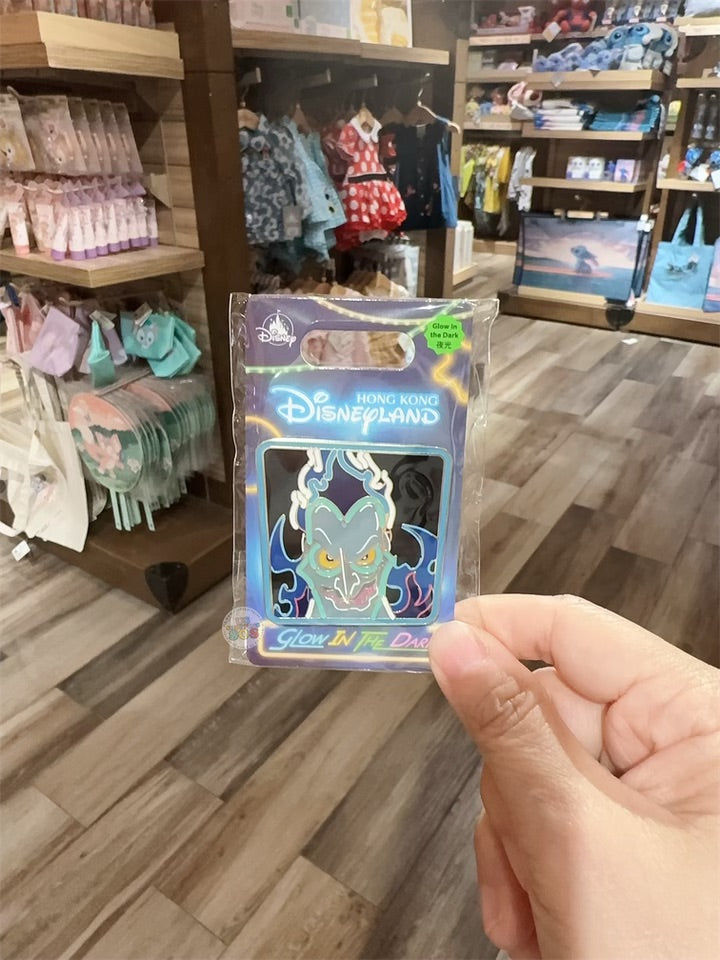 Disney
Glow in
the Dark
夜光
HONG KONG
DISNEYLAND
GLOW IN THE DARK